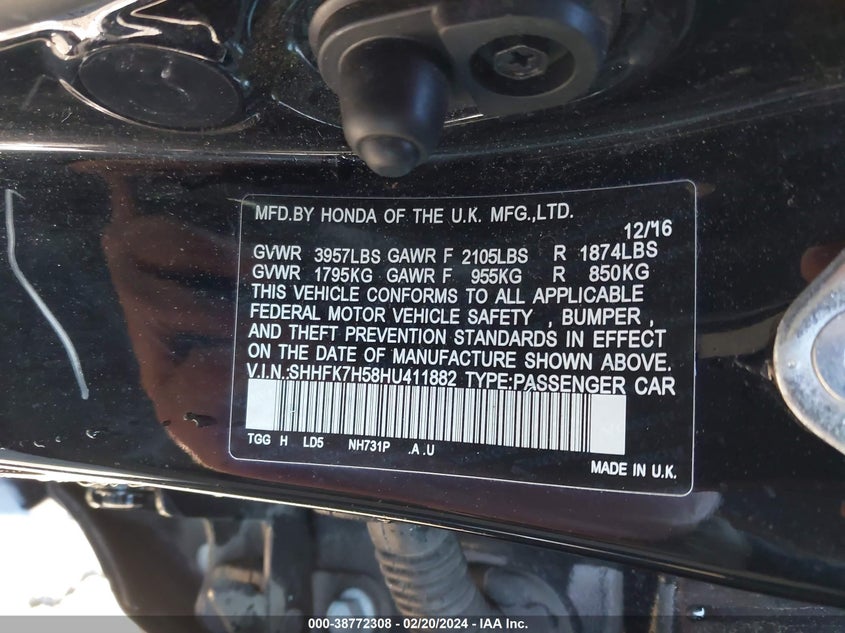 MFD.BY HONDA OF THE U.K. MFG.,LTD.
12/16
GVWR 3957LBS GAWR F 2105LBS R 1874LBS
GVWR 1795KG GAWR F 955KG R 850KG
THIS VEHICLE CONFORMS TO ALL APPLICABLE
FEDERAL MOTOR VEHICLE SAFETY , BUMPER ,
AND THEFT PREVENTION STANDARDS IN EFFECT
ON THE DATE OF MANUFACTURE SHOWN ABOVE.
V.I.N.:SHHFK7H58HU411882 TYPE:PASSENGER CAR
TGG H LD5 NH731P .A .U
MADE IN U.K.
000-38772308 - 02/20/2024 - IAA Inc.